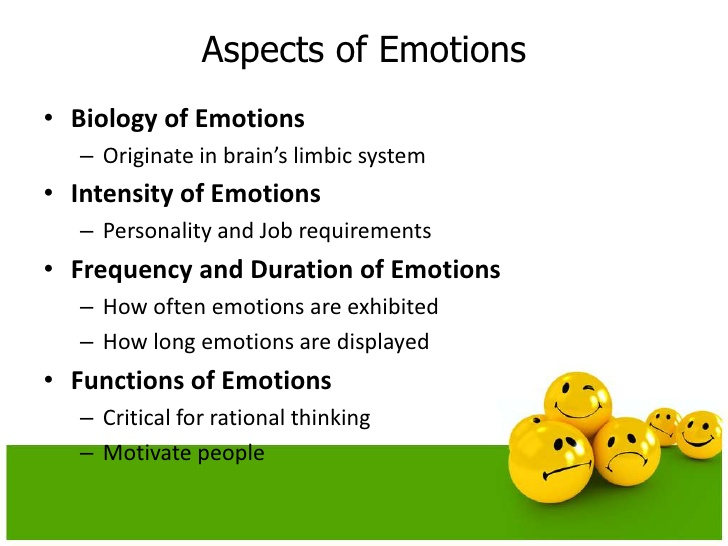 Aspects of Emotions
• Biology of Emotions
– Originate in brain’s limbic system
• Intensity of Emotions
– Personality and Job requirements
• Frequency and Duration of Emotions
– How often emotions are exhibited
– How long emotions are displayed
• Functions of Emotions
– Critical for rational thinking
– Motivate people